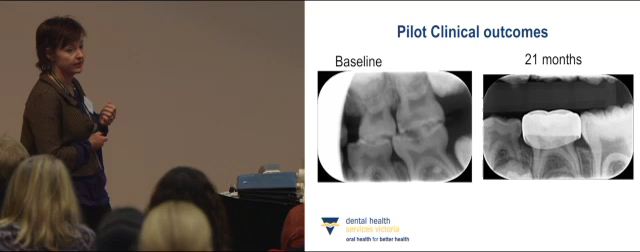 Pilot Clinical outcomes
Baseline
21 months
dental health
services victoria
oral health for better health